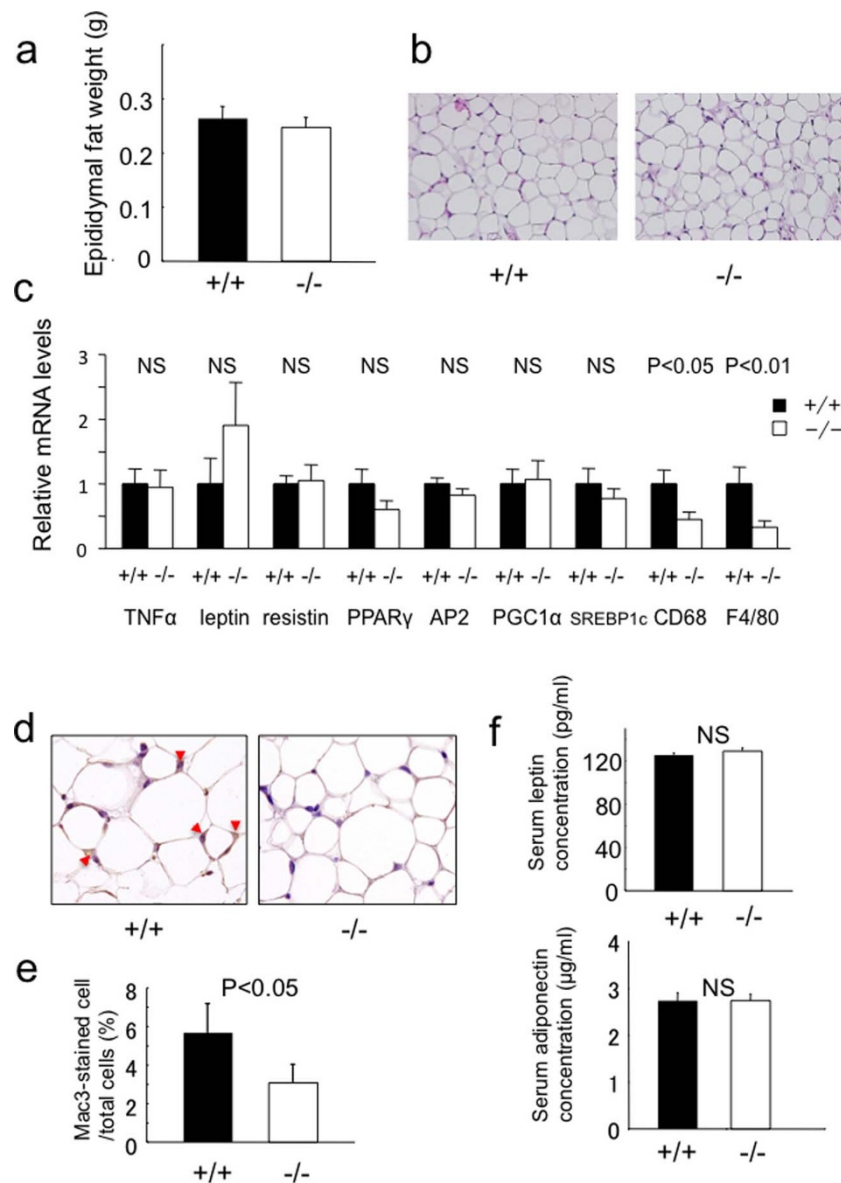 a
Epididymal fat weight (g)
0.3
0.2
0.1
0
+/+ -/-
b
+/+ -/-
c
Relative mRNA levels
3
2
1
0
NS NS NS NS NS NS NS P<0.05 P<0.01
+/+
-/-
+/+ -/- +/+ -/- +/+ -/- +/+ -/- +/+ -/- +/+ -/- +/+ -/- +/+ -/- +/+ -/-
TNFα leptin resistin PPARγ AP2 PGC1α SREBP1c CD68 F4/80
d
+/+ -/-
e
Mac3-stained cell
/total cells (%)
8
6
4
2
0
P<0.05
+/+ -/-
f
Serum leptin
concentration (pg/ml)
120
80
40
0
NS
+/+ -/-
Serum adiponectin
concentration (μg/ml)
4
3
2
1
0
NS
+/+ -/-